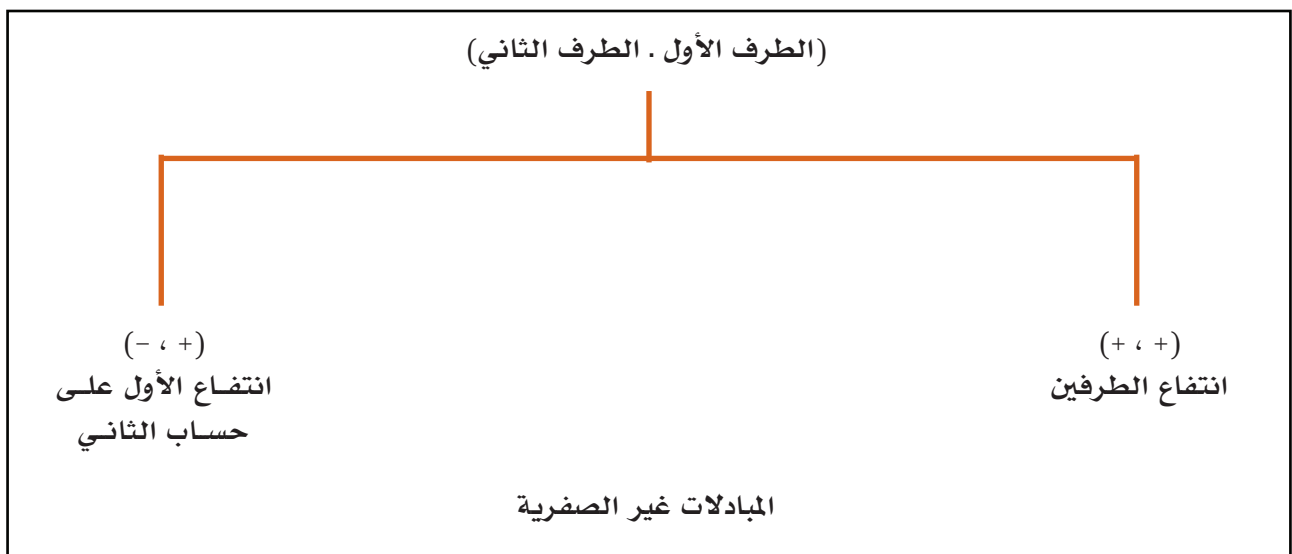 (الطرف الأول . الطرف الثاني)
(+ ، +)
انتفاع الطرفين
(+ ، −)
انتفاع الأول على
حساب الثاني
المبادلات غير الصفرية